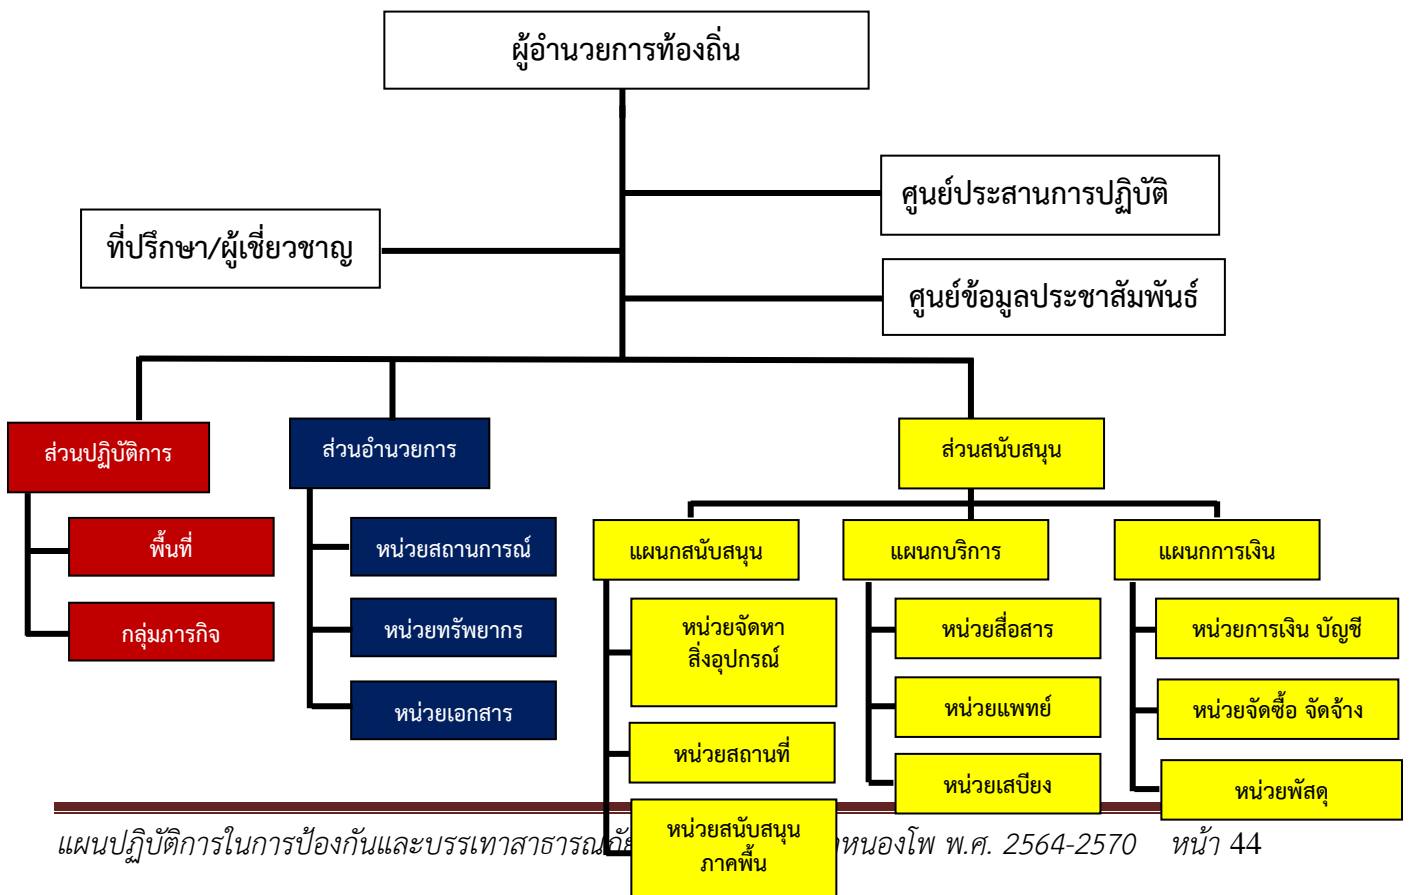 ผู้อำนวยการท้องถิ่น
ศูนย์ประสานการปฏิบัติ
ที่ปรึกษา/ผู้เชี่ยวชาญ
ศูนย์ข้อมูลประชาสัมพันธ์
ส่วนปฏิบัติการ
พื้นที่
กลุ่มภารกิจ
ส่วนอำนวยการ
หน่วยสถานการณ์
หน่วยทรัพยากร
หน่วยเอกสาร
ส่วนสนับสนุน
แผนกสนับสนุน
หน่วยจัดหา
สิ่งอุปกรณ์
หน่วยสถานที่
หน่วยสนับสนุน
ภาคพื้น
แผนกบริการ
หน่วยสื่อสาร
หน่วยแพทย์
หน่วยเสบียง
แผนกการเงิน
หน่วยการเงิน บัญชี
หน่วยจัดซื้อ จัดจ้าง
หน่วยพัสดุ
แผนปฏิบัติการในการป้องกันและบรรเทาสาธารณภัย หนองโพ พ.ศ. 2564-2570 หน้า 44